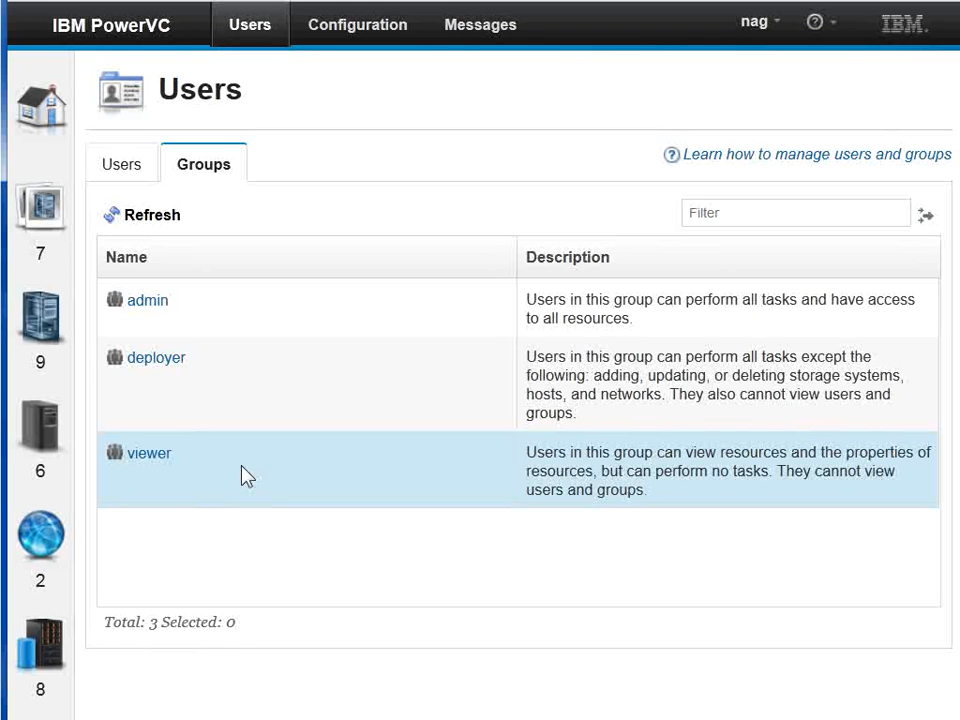 IBM PowerVC
Users
Configuration
Messages
nag
IBM
Users
Users
Groups
Learn how to manage users and groups
Refresh
Filter
Name
Description
admin
Users in this group can perform all tasks and have access
to all resources.
deployer
Users in this group can perform all tasks except the
following: adding, updating, or deleting storage systems,
hosts, and networks. They also cannot view users and
groups.
viewer
Users in this group can view resources and the properties of
resources, but can perform no tasks. They cannot view
users and groups.
Total: 3 Selected: 0
7
9
6
2
8